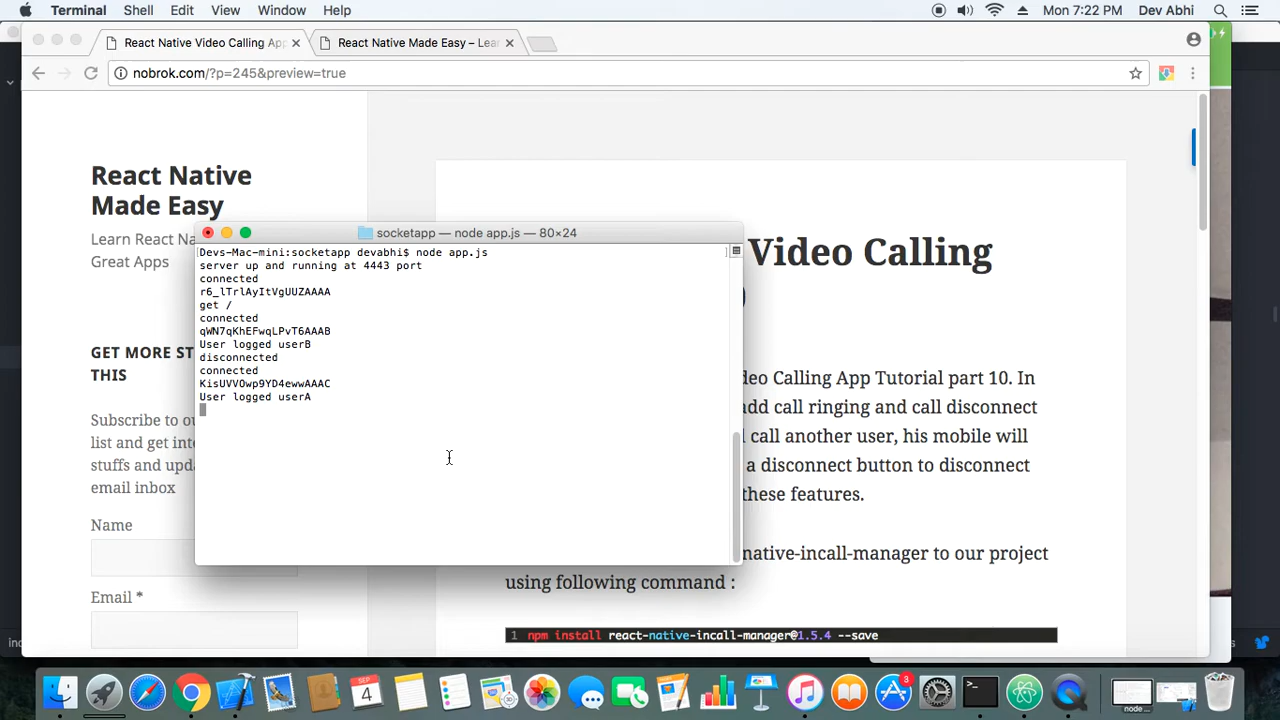 Terminal Shell Edit View Window Help Mon 7:22 PM Dev Abhi
React Native Video Calling Ap
React Native Made Easy – Lear
nobrok.com/?p=245&preview=true
React Native
Made Easy
Learn React Na
Great Apps
GET MORE ST
THIS
Subscribe to ou
list and get inte
stuffs and upda
email inbox
Name
Email *
socketapp — node app.js — 80×24
Devs-Mac-mini:socketapp devabhi$ node app.js
server up and running at 4443 port
connected
r6_lTrlAyItVgUUZAAAA
get /
connected
qWN7qKhEFwqLPvT6AAAB
User logged userB
disconnected
connected
KisUVVOwp9YD4ewwAAAC
User logged userA
Video Calling
deo Calling App Tutorial part 10. In
add call ringing and call disconnect
l call another user, his mobile will
a disconnect button to disconnect
these features.
native-incall-manager to our project
using following command :
1 npm install react-native-incall-manager@1.5.4 --save
SEP
4
3
node ...